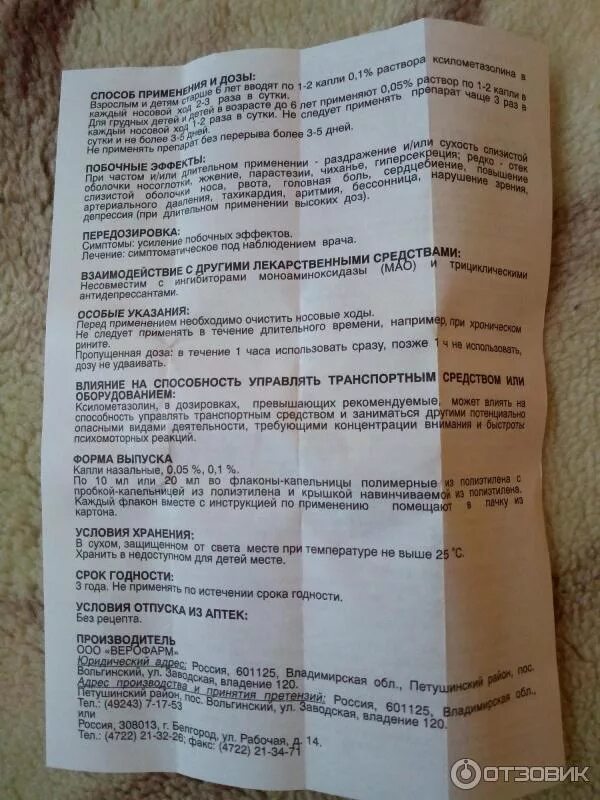 СПОСОБ ПРИМЕНЕНИЯ И ДОЗЫ:
Взрослым и детям старше 6 лет вводят по 1-2 капли 0,1% раствора ксилометазолина в
каждый носовой ход 2-3 раза в сутки.
Для грудных детей и детей в возрасте до 6 лет применяют 0,05% раствор по 1-2 капли в
каждый носовой ход 1-2 раза в сутки. Не следует применять препарат чаще 3 раз в
сутки и не более 3-5 дней.
Не применять препарат без перерыва более 3-5 дней.
ПОБОЧНЫЕ ЭФФЕКТЫ:
При частом и/или длительном применении - раздражение и/или сухость слизистой
оболочки носоглотки, жжение, парастезии, чиханье, гиперсекреция; редко - отек
слизистой оболочки носа, рвота, головная боль, сердцебиение, повышение
артериального давления, тахикардия, аритмия, бессонница, нарушение зрения,
депрессия (при длительном применении высоких доз).
ПЕРЕДОЗИРОВКА:
Симптомы: усиление побочных эффектов.
Лечение: симптоматическое под наблюдением врача.
ВЗАИМОДЕЙСТВИЕ С ДРУГИМИ ЛЕКАРСТВЕННЫМИ СРЕДСТВАМИ:
Несовместим с ингибиторами моноаминоксидазы (МАО) и трициклическими
антидепрессантами.
ОСОБЫЕ УКАЗАНИЯ:
Перед применением необходимо очистить носовые ходы.
Не следует применять в течение длительного времени, например, при хроническом
рините.
Пропущенная доза: в течение 1 часа использовать сразу, позже 1 ч не использовать,
дозу не удваивать.
ВЛИЯНИЕ НА СПОСОБНОСТЬ УПРАВЛЯТЬ ТРАНСПОРТНЫМ СРЕДСТВОМ ИЛИ
ОБОРУДОВАНИЕМ:
Ксилометазолин, в дозировках, превышающих рекомендуемые, может влиять на
способность управлять транспортным средством и заниматься другими потенциально
опасными видами деятельности, требующими концентрации внимания и быстроты
психомоторных реакций.
ФОРМА ВЫПУСКА
Капли назальные, 0,05 %, 0,1 %.
По 10 мл или 20 мл во флаконы-капельницы полимерные из полиэтилена с
пробкой-капельницей из полиэтилена и крышкой навинчиваемой из полиэтилена.
Каждый флакон вместе с инструкцией по применению помещают в пачку из
картона.
УСЛОВИЯ ХРАНЕНИЯ:
В сухом, защищенном от света месте при температуре не выше 25 °С.
Хранить в недоступном для детей месте.
СРОК ГОДНОСТИ:
3 года. Не применять по истечении срока годности.
УСЛОВИЯ ОТПУСКА ИЗ АПТЕК:
Без рецепта.
ПРОИЗВОДИТЕЛЬ
ООО «ВЕРОФАРМ»
Юридический адрес: Россия, 601125, Владимирская обл., Петушинский район, пос.
Вольгинский, ул. Заводская, владение 120.
Адрес производства и принятия претензий: Россия, 601125, Владимирская обл.,
Петушинский район, пос. Вольгинский, ул. Заводская, владение 120.
Тел.: (49243) 7-17-53
или
Россия, 308013, г. Белгород, ул. Рабочая, д. 14.
Тел.: (4722) 21-32-26; факс: (4722) 21-34-71
ОТЗОВИК